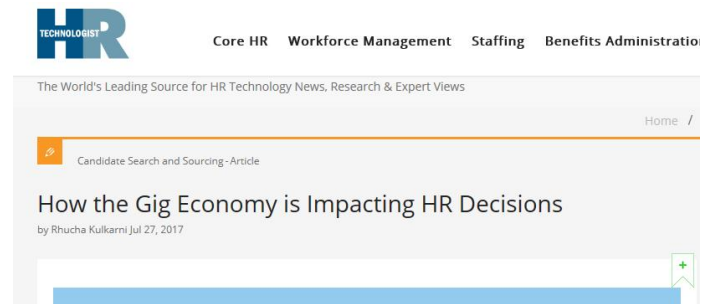 TECHNOLOGIST
HR
Core HR Workforce Management Staffing Benefits Administration
The World's Leading Source for HR Technology News, Research & Expert Views
Home /
Candidate Search and Sourcing - Article
How the Gig Economy is Impacting HR Decisions
by Rhucha Kulkarni Jul 27, 2017
+